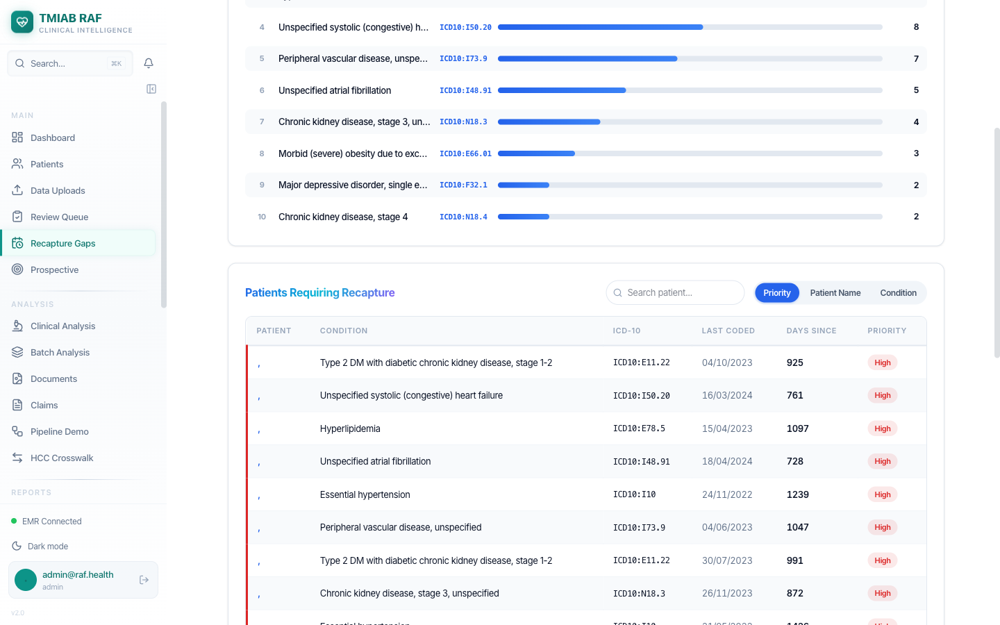 TMIAB RAF
CLINICAL INTELLIGENCE
Search...
⌘K
MAIN
Dashboard
Patients
Data Uploads
Review Queue
Recapture Gaps
Prospective
ANALYSIS
Clinical Analysis
Batch Analysis
Documents
Claims
Pipeline Demo
HCC Crosswalk
REPORTS
EMR Connected
Dark mode
admin@raf.health
admin
v2.0
4 Unspecified systolic (congestive) h... ICD10:I50.20 8
5 Peripheral vascular disease, unspe... ICD10:I73.9 7
6 Unspecified atrial fibrillation ICD10:I48.91 5
7 Chronic kidney disease, stage 3, un... ICD10:N18.3 4
8 Morbid (severe) obesity due to exc... ICD10:E66.01 3
9 Major depressive disorder, single e... ICD10:F32.1 2
10 Chronic kidney disease, stage 4 ICD10:N18.4 2
Patients Requiring Recapture
Search patient...
Priority Patient Name Condition
PATIENT CONDITION ICD-10 LAST CODED DAYS SINCE PRIORITY
, Type 2 DM with diabetic chronic kidney disease, stage 1-2 ICD10:E11.22 04/10/2023 925 High
, Unspecified systolic (congestive) heart failure ICD10:I50.20 16/03/2024 761 High
, Hyperlipidemia ICD10:E78.5 15/04/2023 1097 High
, Unspecified atrial fibrillation ICD10:I48.91 18/04/2024 728 High
, Essential hypertension ICD10:I10 24/11/2022 1239 High
, Peripheral vascular disease, unspecified ICD10:I73.9 04/06/2023 1047 High
, Type 2 DM with diabetic chronic kidney disease, stage 1-2 ICD10:E11.22 30/07/2023 991 High
, Chronic kidney disease, stage 3, unspecified ICD10:N18.3 26/11/2023 872 High